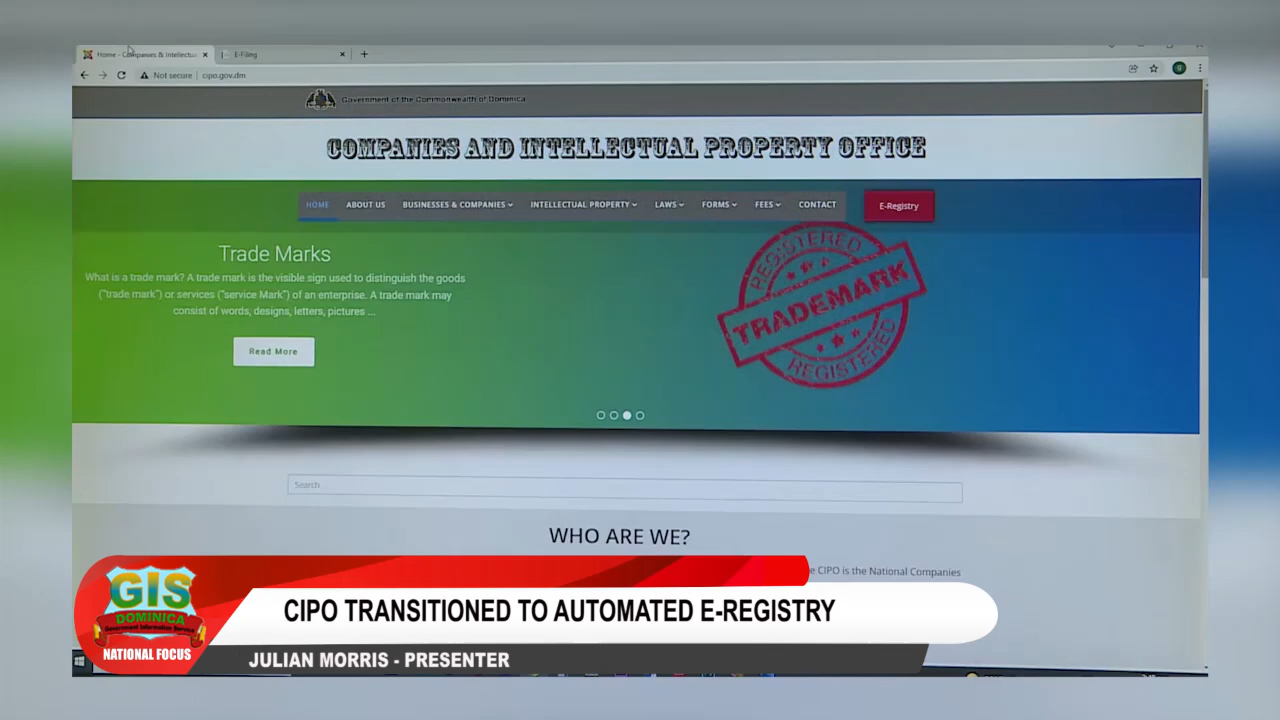 Home - Companies & Intellectu
E-Filing
Not secure
cipo.gov.dm
Government of the Commonwealth of Dominica
COMPANIES AND INTELLECTUAL PROPERTY OFFICE
HOME
ABOUT US
BUSINESSES & COMPANIES
INTELLECTUAL PROPERTY
LAWS
FORMS
FEES
CONTACT
E-Registry
Trade Marks
What is a trade mark? A trade mark is the visible sign used to distinguish the goods
("trade mark") or services ("service Mark") of an enterprise. A trade mark may
consist of words, designs, letters, pictures ...
Read More
REGISTERED
TRADEMARK
REGISTERED
Search
WHO ARE WE?
CIPO is the National Companies
GIS
DOMINICA
Government Information Service
NATIONAL FOCUS
CIPO TRANSITIONED TO AUTOMATED E-REGISTRY
JULIAN MORRIS - PRESENTER